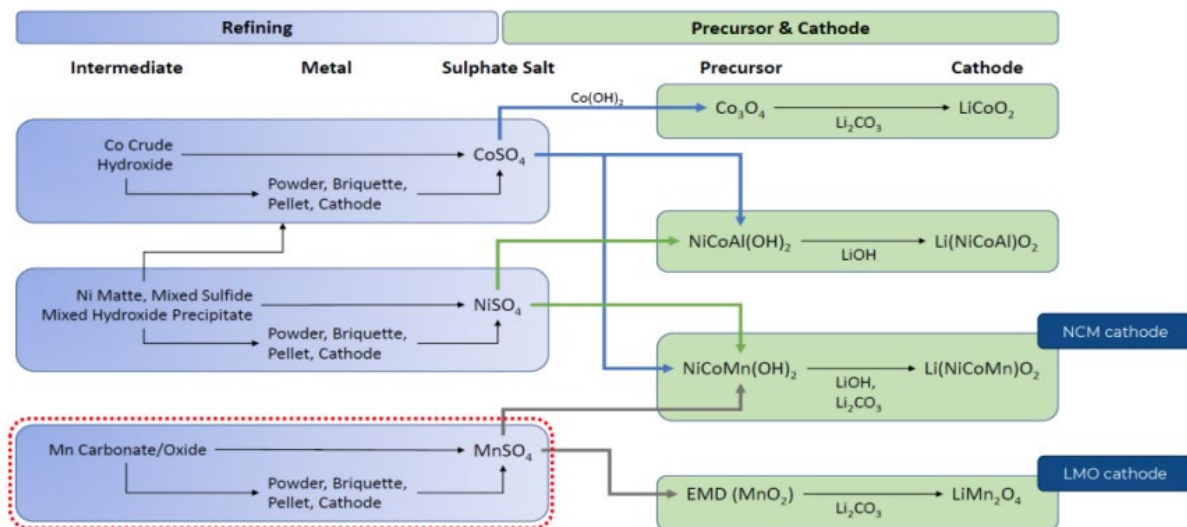 Refining
Precursor & Cathode
Intermediate
Metal
Sulphate Salt
Precursor
Cathode
Co Crude
Hydroxide
Powder, Briquette,
Pellet, Cathode
CoSO₄
Co(OH)₂
Co₃O₄
Li₂CO₃
LiCoO₂
NiCoAl(OH)₂
LiOH
Li(NiCoAl)O₂
Ni Matte, Mixed Sulfide
Mixed Hydroxide Precipitate
Powder, Briquette,
Pellet, Cathode
NiSO₄
NCM cathode
NiCoMn(OH)₂
LiOH,
Li₂CO₃
Li(NiCoMn)O₂
Mn Carbonate/Oxide
Powder, Briquette,
Pellet, Cathode
MnSO₄
LMO cathode
EMD (MnO₂)
Li₂CO₃
LiMn₂O₄